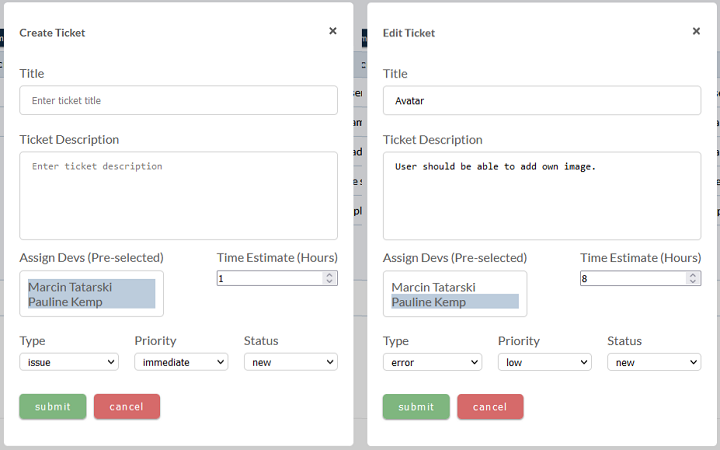 Create Ticket
Title
Enter ticket title
Ticket Description
Enter ticket description
Assign Devs (Pre-selected)
Time Estimate (Hours)
Marcin Tatarski
Pauline Kemp
1
Type
Priority
Status
issue
immediate
new
submit
cancel
Edit Ticket
Title
Avatar
Ticket Description
User should be able to add own image.
Assign Devs (Pre-selected)
Time Estimate (Hours)
Marcin Tatarski
Pauline Kemp
8
Type
Priority
Status
error
low
new
submit
cancel